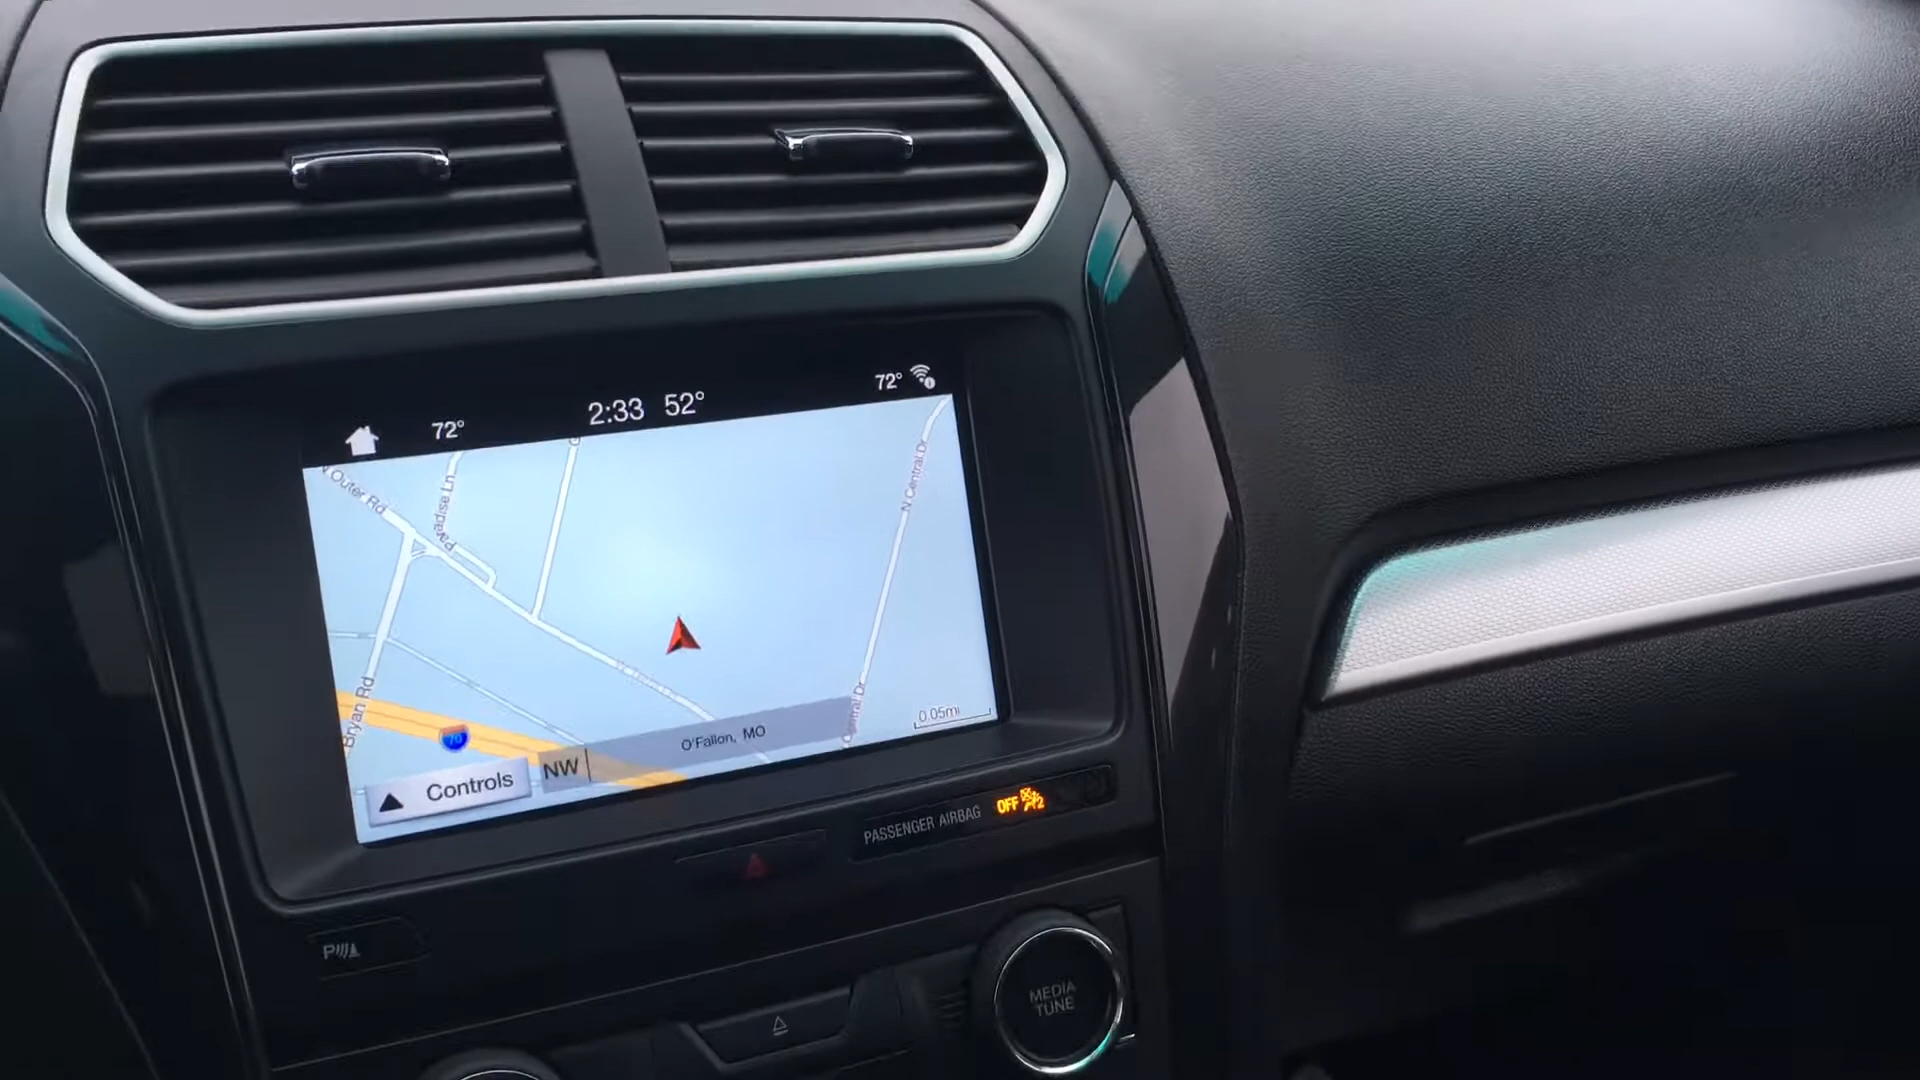 72° 2:33 52° 72°
N Outer Rd
Paradise Ln
N Central Dr
Bryan Rd
70
Central Dr
0.05mi
O'Fallon, MO
NW
Controls
PASSENGER AIRBAG OFF 2
P
MEDIA
TUNE